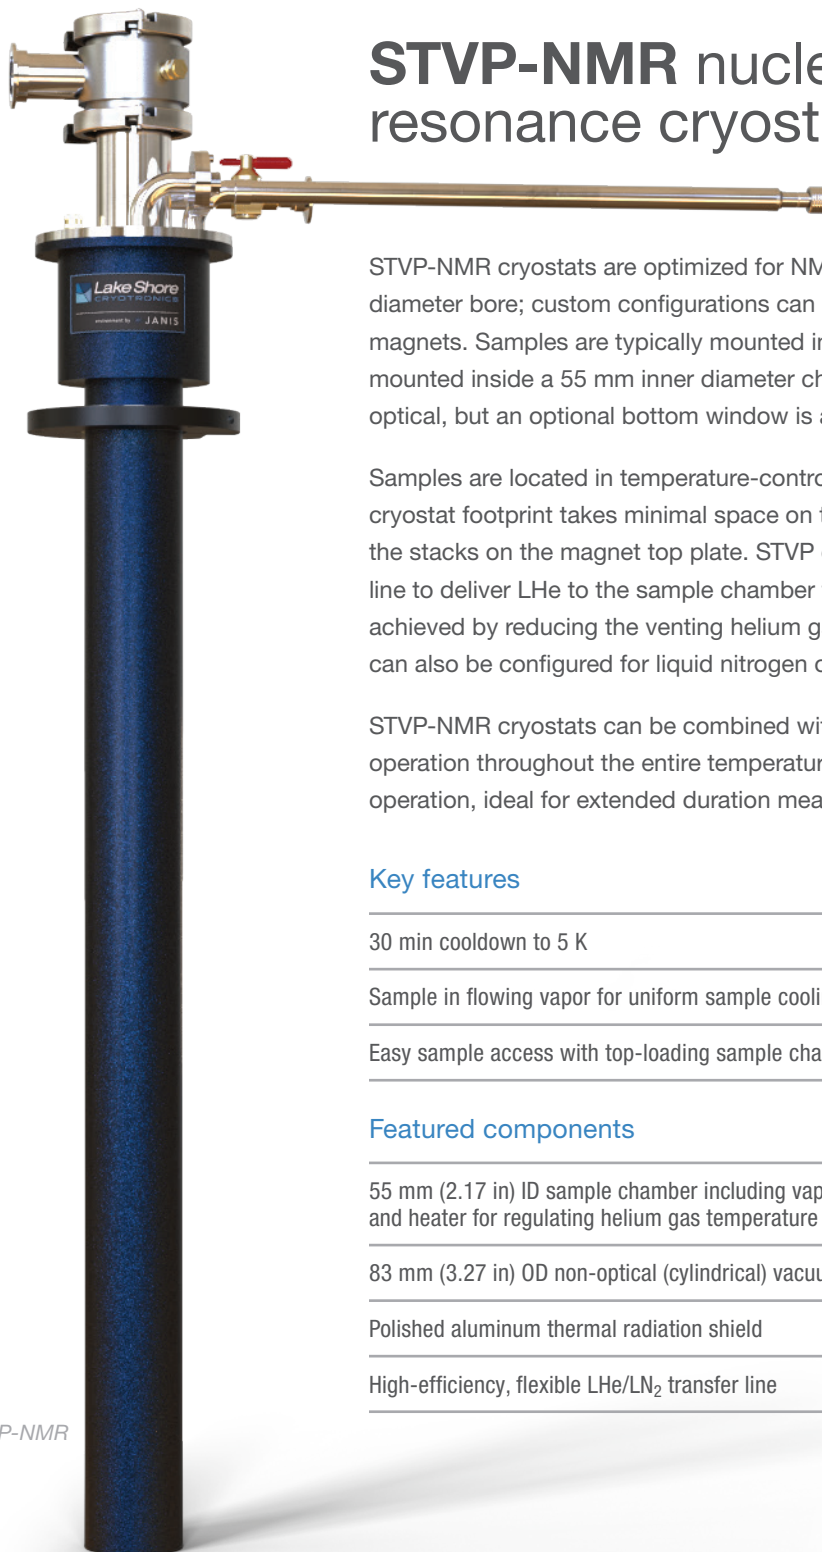 STVP-NMR nucle
resonance cryost
Lake Shore
CRYOTRONICS
environment by JANIS
STVP-NMR cryostats are optimized for NM
diameter bore; custom configurations can
magnets. Samples are typically mounted in
mounted inside a 55 mm inner diameter ch
optical, but an optional bottom window is a
Samples are located in temperature-contro
cryostat footprint takes minimal space on t
the stacks on the magnet top plate. STVP
line to deliver LHe to the sample chamber
achieved by reducing the venting helium g
can also be configured for liquid nitrogen o
STVP-NMR cryostats can be combined wit
operation throughout the entire temperatur
operation, ideal for extended duration mea
Key features
30 min cooldown to 5 K
Sample in flowing vapor for uniform sample cooli
Easy sample access with top-loading sample cha
Featured components
55 mm (2.17 in) ID sample chamber including vap
and heater for regulating helium gas temperature
83 mm (3.27 in) OD non-optical (cylindrical) vacuu
Polished aluminum thermal radiation shield
High-efficiency, flexible LHe/LN₂ transfer line
P-NMR